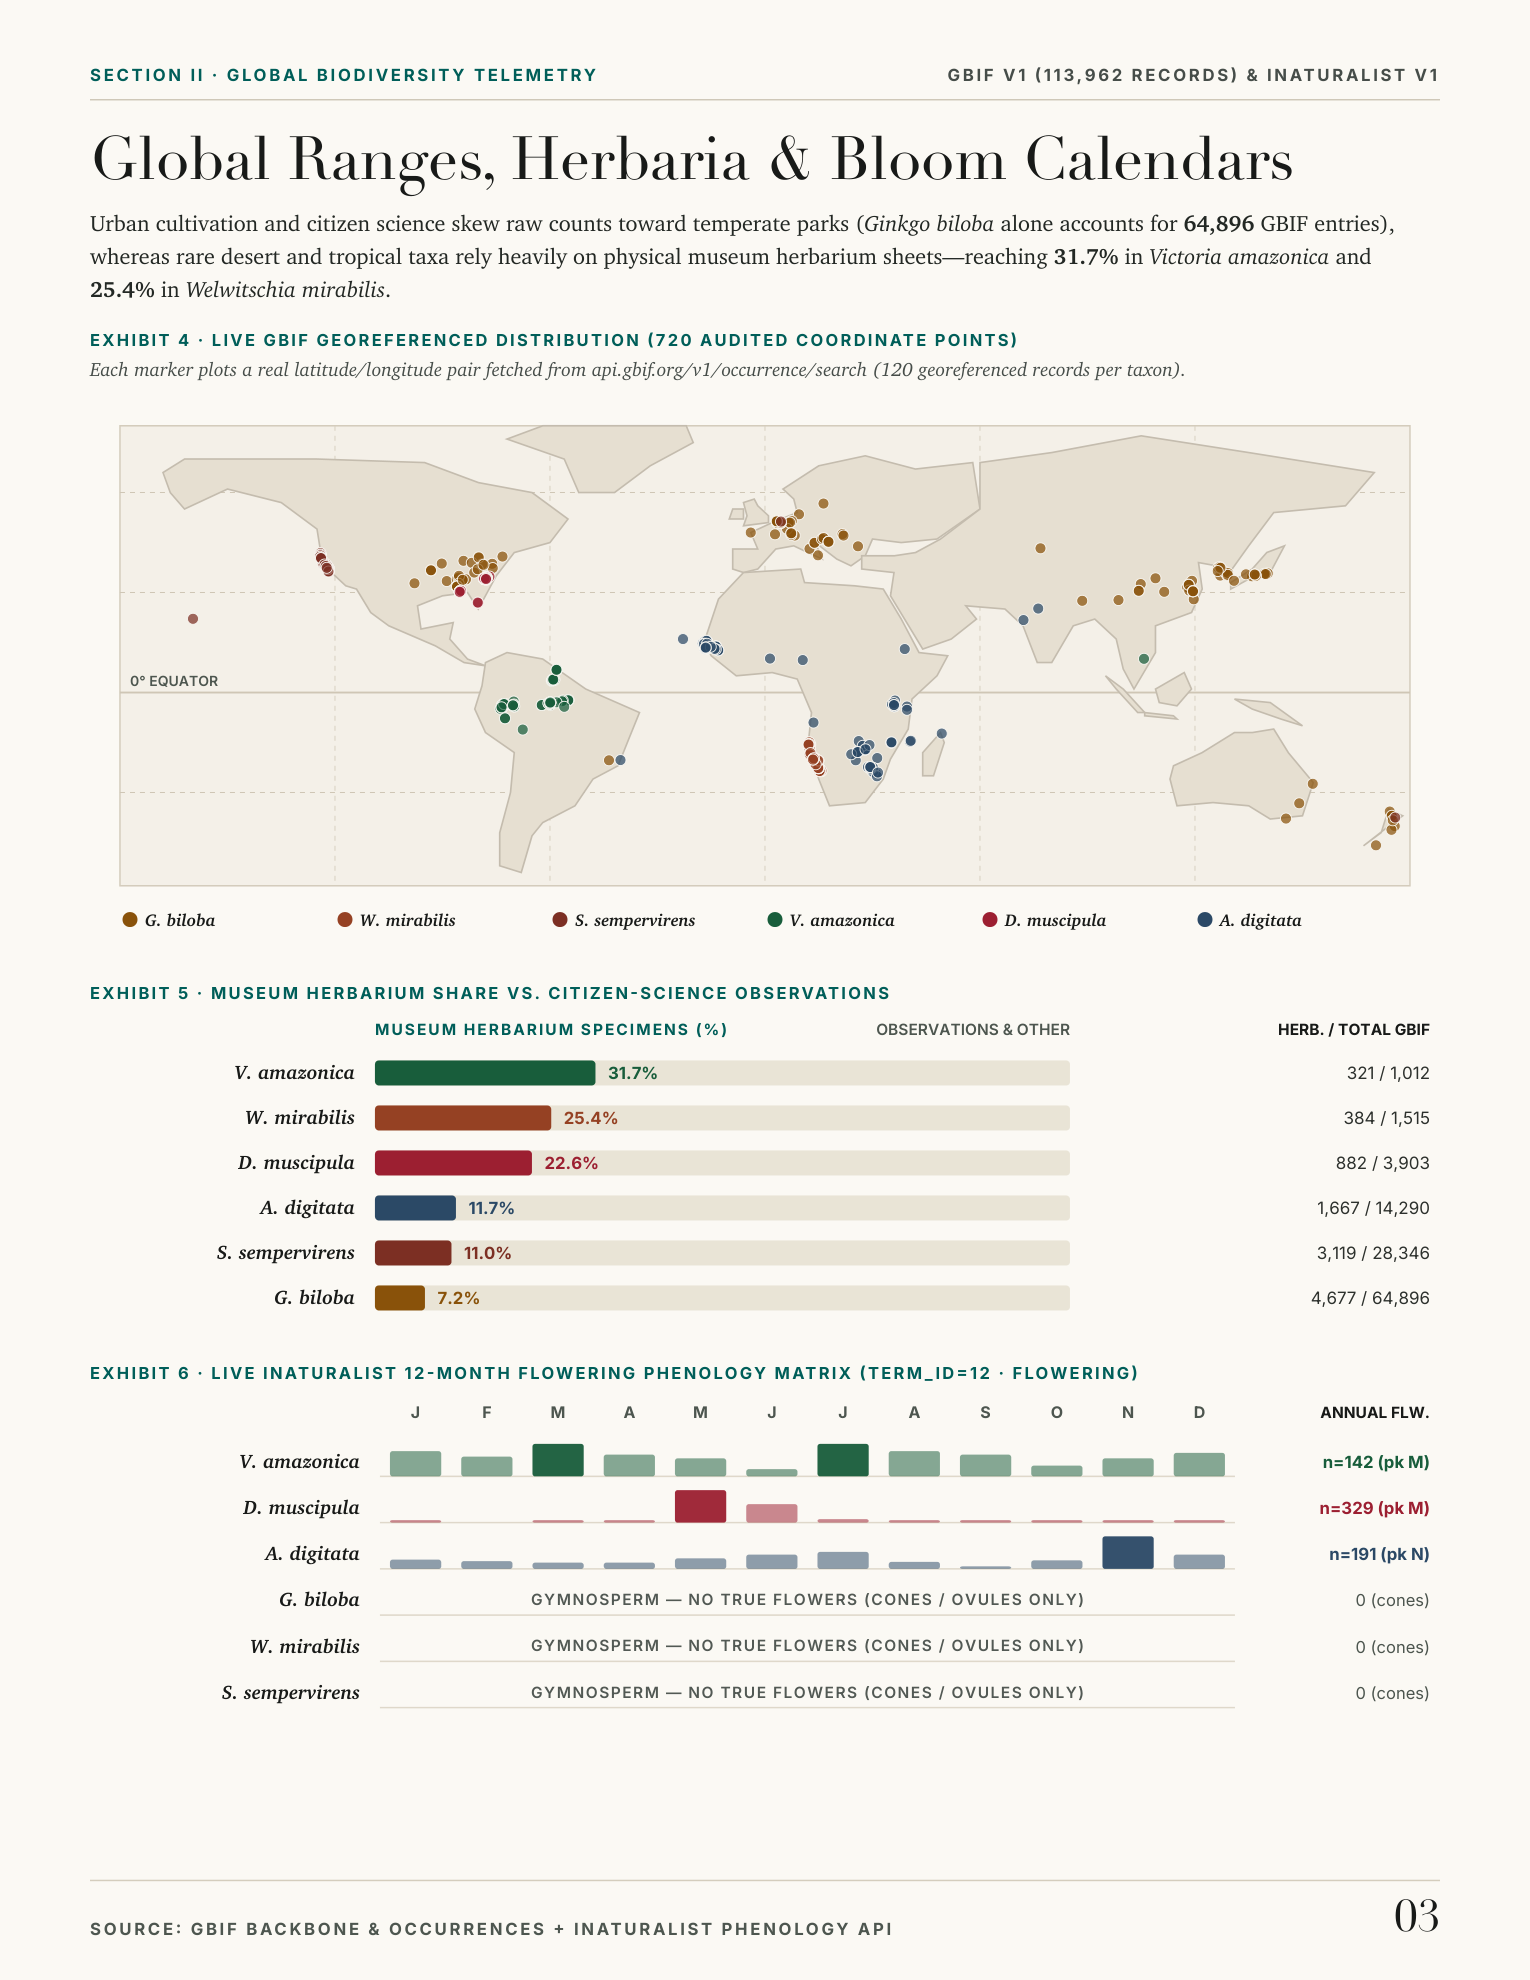 SECTION II · GLOBAL BIODIVERSITY TELEMETRY
GBIF V1 (113,962 RECORDS) & INATURALIST V1
Global Ranges, Herbaria & Bloom Calendars
Urban cultivation and citizen science skew raw counts toward temperate parks (Ginkgo biloba alone accounts for 64,896 GBIF entries),
whereas rare desert and tropical taxa rely heavily on physical museum herbarium sheets—reaching 31.7% in Victoria amazonica and
25.4% in Welwitschia mirabilis.
EXHIBIT 4 · LIVE GBIF GEOREFERENCED DISTRIBUTION (720 AUDITED COORDINATE POINTS)
Each marker plots a real latitude/longitude pair fetched from api.gbif.org/v1/occurrence/search (120 georeferenced records per taxon).
0° EQUATOR
G. biloba
W. mirabilis
S. sempervirens
V. amazonica
D. muscipula
A. digitata
EXHIBIT 5 · MUSEUM HERBARIUM SHARE VS. CITIZEN-SCIENCE OBSERVATIONS
MUSEUM HERBARIUM SPECIMENS (%)
OBSERVATIONS & OTHER
HERB. / TOTAL GBIF
V. amazonica 31.7% 321 / 1,012
W. mirabilis 25.4% 384 / 1,515
D. muscipula 22.6% 882 / 3,903
A. digitata 11.7% 1,667 / 14,290
S. sempervirens 11.0% 3,119 / 28,346
G. biloba 7.2% 4,677 / 64,896
EXHIBIT 6 · LIVE INATURALIST 12-MONTH FLOWERING PHENOLOGY MATRIX (TERM_ID=12 · FLOWERING)
J F M A M J J A S O N D ANNUAL FLW.
V. amazonica n=142 (pk M)
D. muscipula n=329 (pk M)
A. digitata n=191 (pk N)
G. biloba GYMNOSPERM — NO TRUE FLOWERS (CONES / OVULES ONLY) 0 (cones)
W. mirabilis GYMNOSPERM — NO TRUE FLOWERS (CONES / OVULES ONLY) 0 (cones)
S. sempervirens GYMNOSPERM — NO TRUE FLOWERS (CONES / OVULES ONLY) 0 (cones)
SOURCE: GBIF BACKBONE & OCCURRENCES + INATURALIST PHENOLOGY API
03